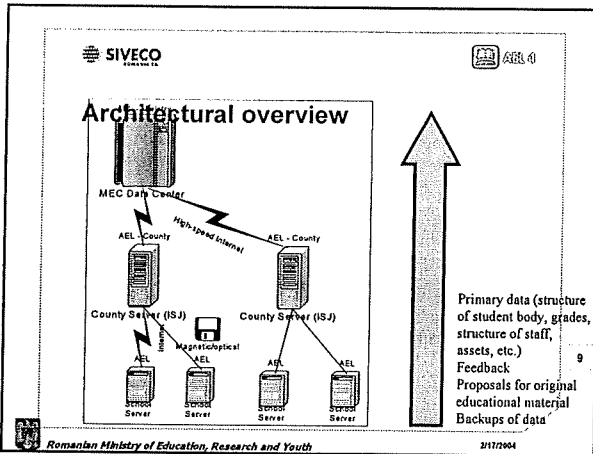 SIVECO
ROMANIA SA
AEL 4
Architectural overview
MEC Data Center
High-speed Internet
AEL - County
AEL - County
County Server (ISJ)
County Server (ISJ)
Internet
Magnetic/optical
AEL
AEL
AEL
AEL
School
Server
School
Server
School
Server
School
Server
Primary data (structure
of student body, grades,
structure of staff,
assets, etc.)
9
Feedback
Proposals for original
educational material
Backups of data
Romanian Ministry of Education, Research and Youth
2/17/2004